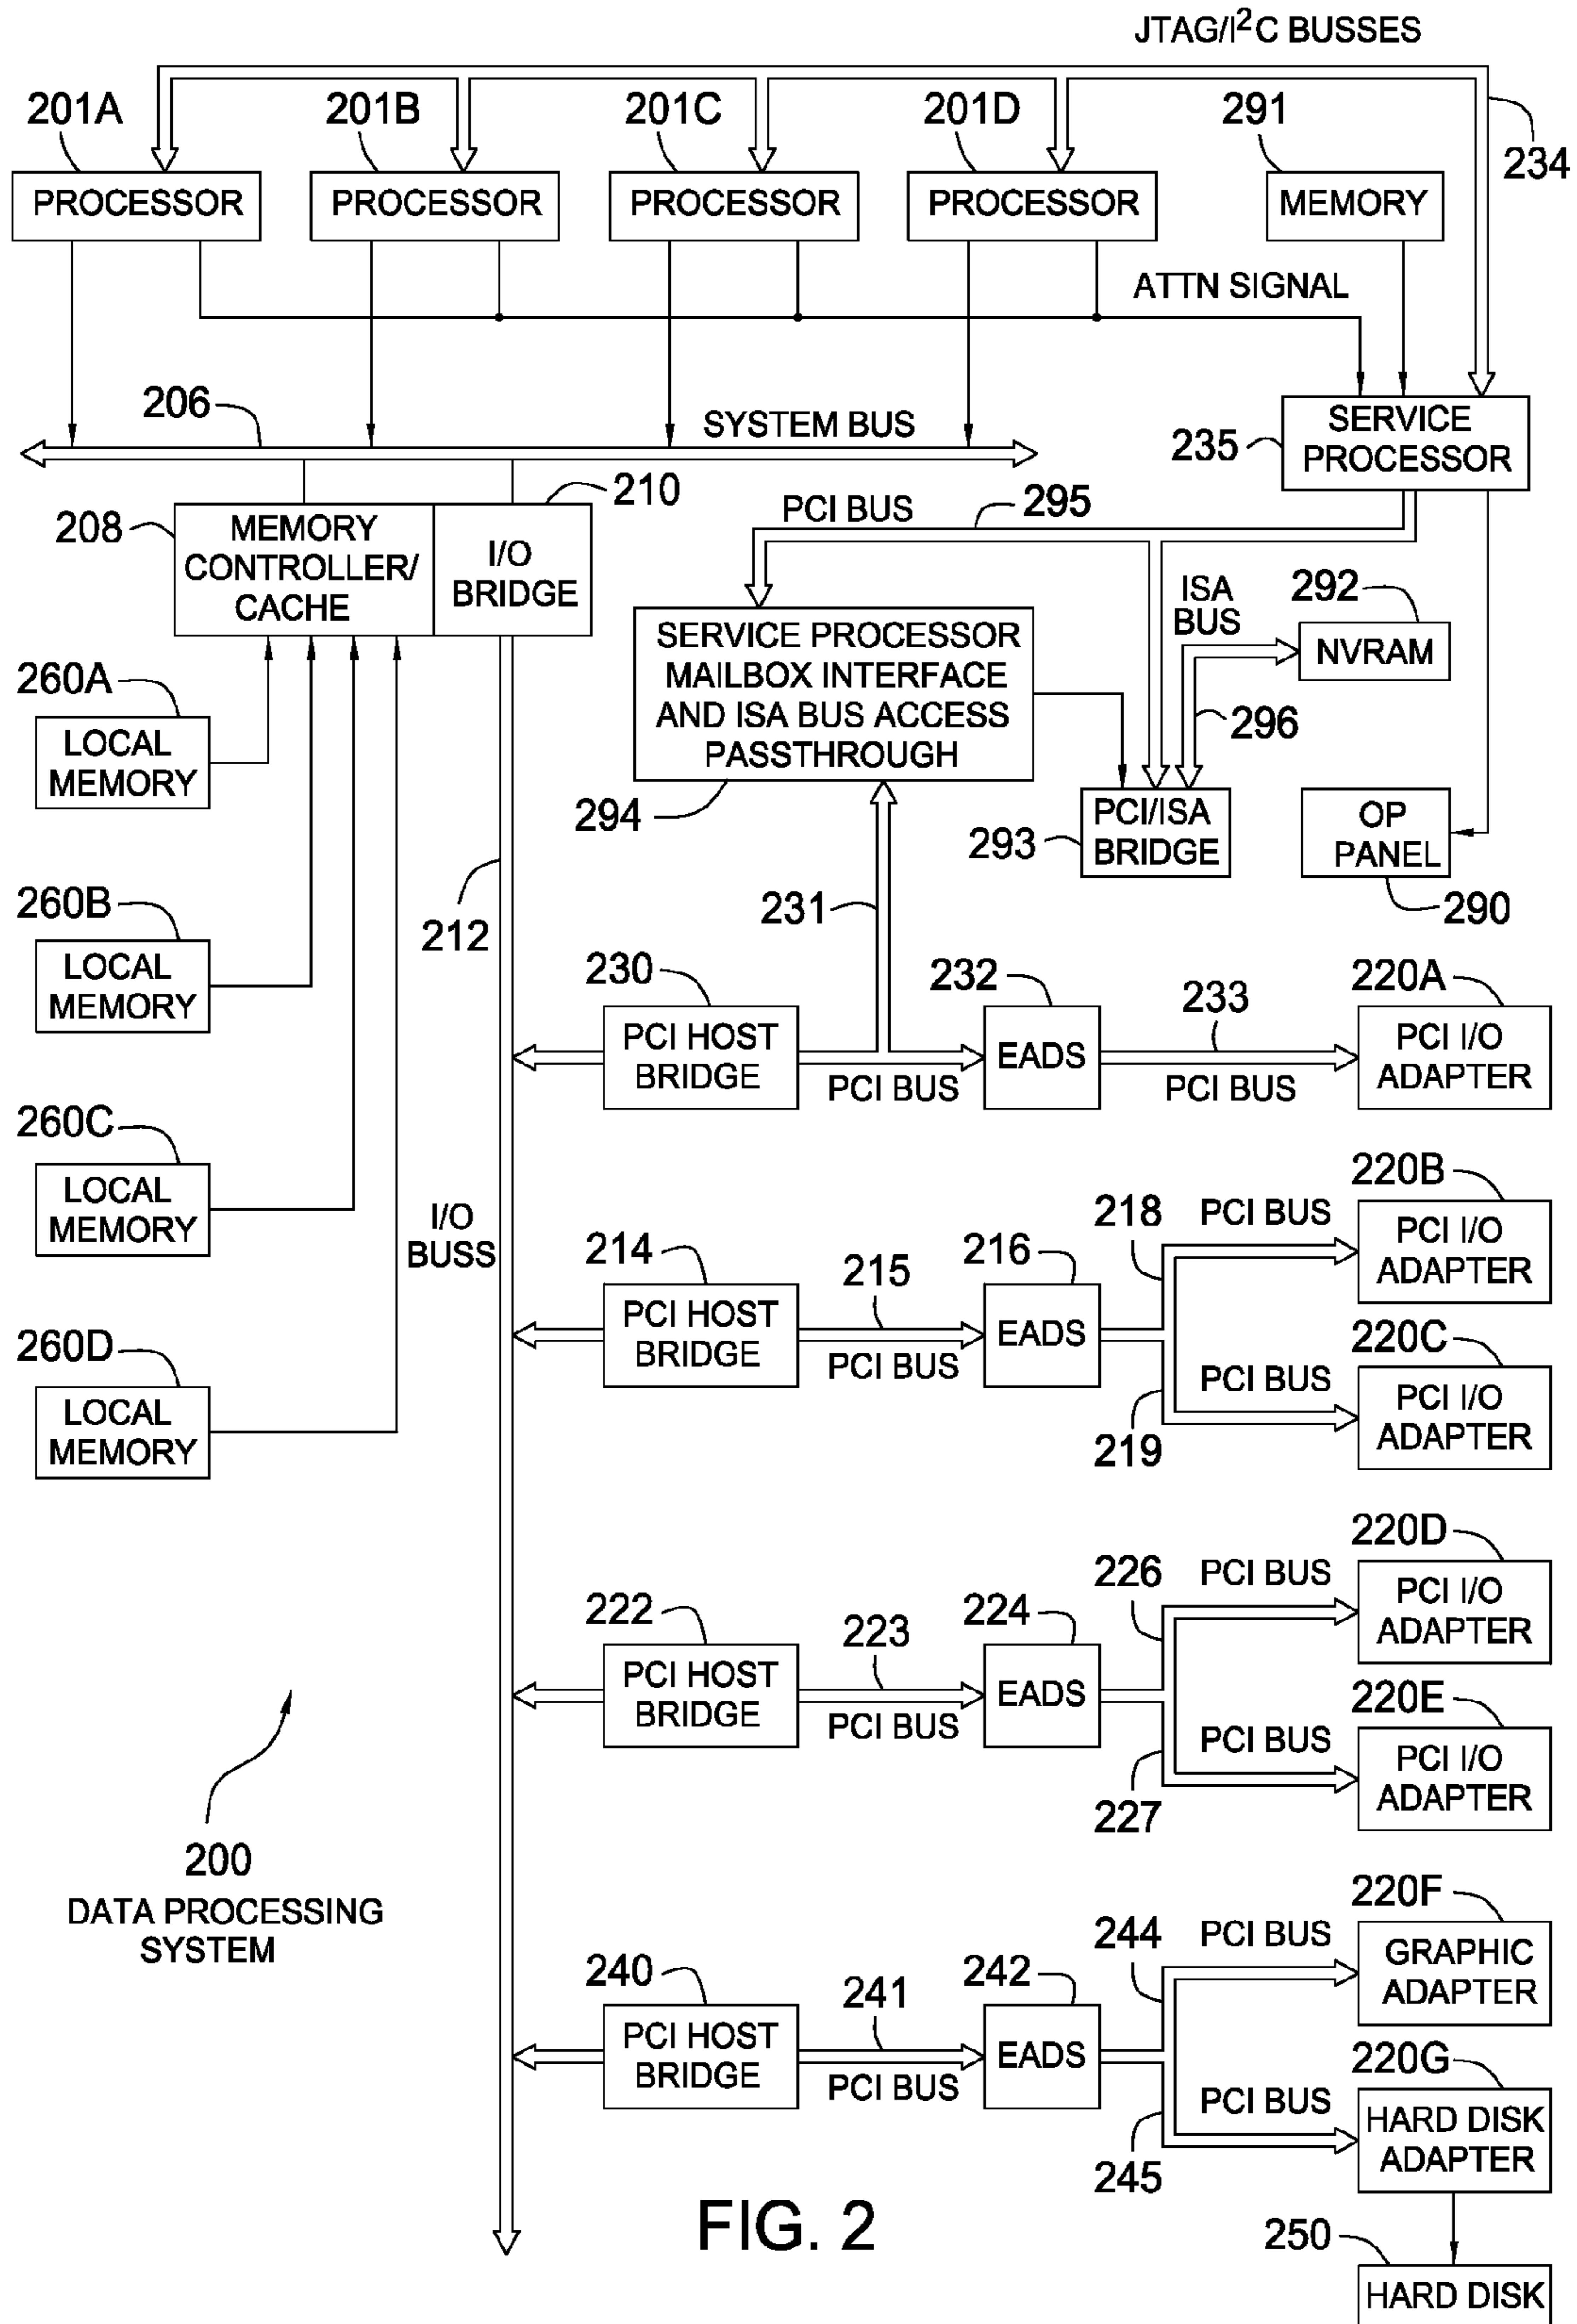 JTAG/I²C BUSSES
201A
201B
201C
201D
291
234
PROCESSOR
PROCESSOR
PROCESSOR
PROCESSOR
MEMORY
ATTN SIGNAL
206
SYSTEM BUS
235
SERVICE
PROCESSOR
208
MEMORY
CONTROLLER/
CACHE
I/O
BRIDGE
210
PCI BUS
295
ISA
BUS
292
NVRAM
296
SERVICE PROCESSOR
MAILBOX INTERFACE
AND ISA BUS ACCESS
PASSTHROUGH
294
293
PCI/ISA
BRIDGE
OP
PANEL
290
260A
LOCAL
MEMORY
260B
LOCAL
MEMORY
260C
LOCAL
MEMORY
260D
LOCAL
MEMORY
212
I/O
BUSS
231
230
PCI HOST
BRIDGE
PCI BUS
232
EADS
233
PCI BUS
220A
PCI I/O
ADAPTER
214
PCI HOST
BRIDGE
215
PCI BUS
216
EADS
218
PCI BUS
220B
PCI I/O
ADAPTER
219
PCI BUS
220C
PCI I/O
ADAPTER
222
PCI HOST
BRIDGE
223
PCI BUS
224
EADS
226
PCI BUS
220D
PCI I/O
ADAPTER
227
PCI BUS
220E
PCI I/O
ADAPTER
200
DATA PROCESSING
SYSTEM
240
PCI HOST
BRIDGE
241
PCI BUS
242
EADS
244
PCI BUS
220F
GRAPHIC
ADAPTER
245
PCI BUS
220G
HARD DISK
ADAPTER
250
HARD DISK
FIG. 2